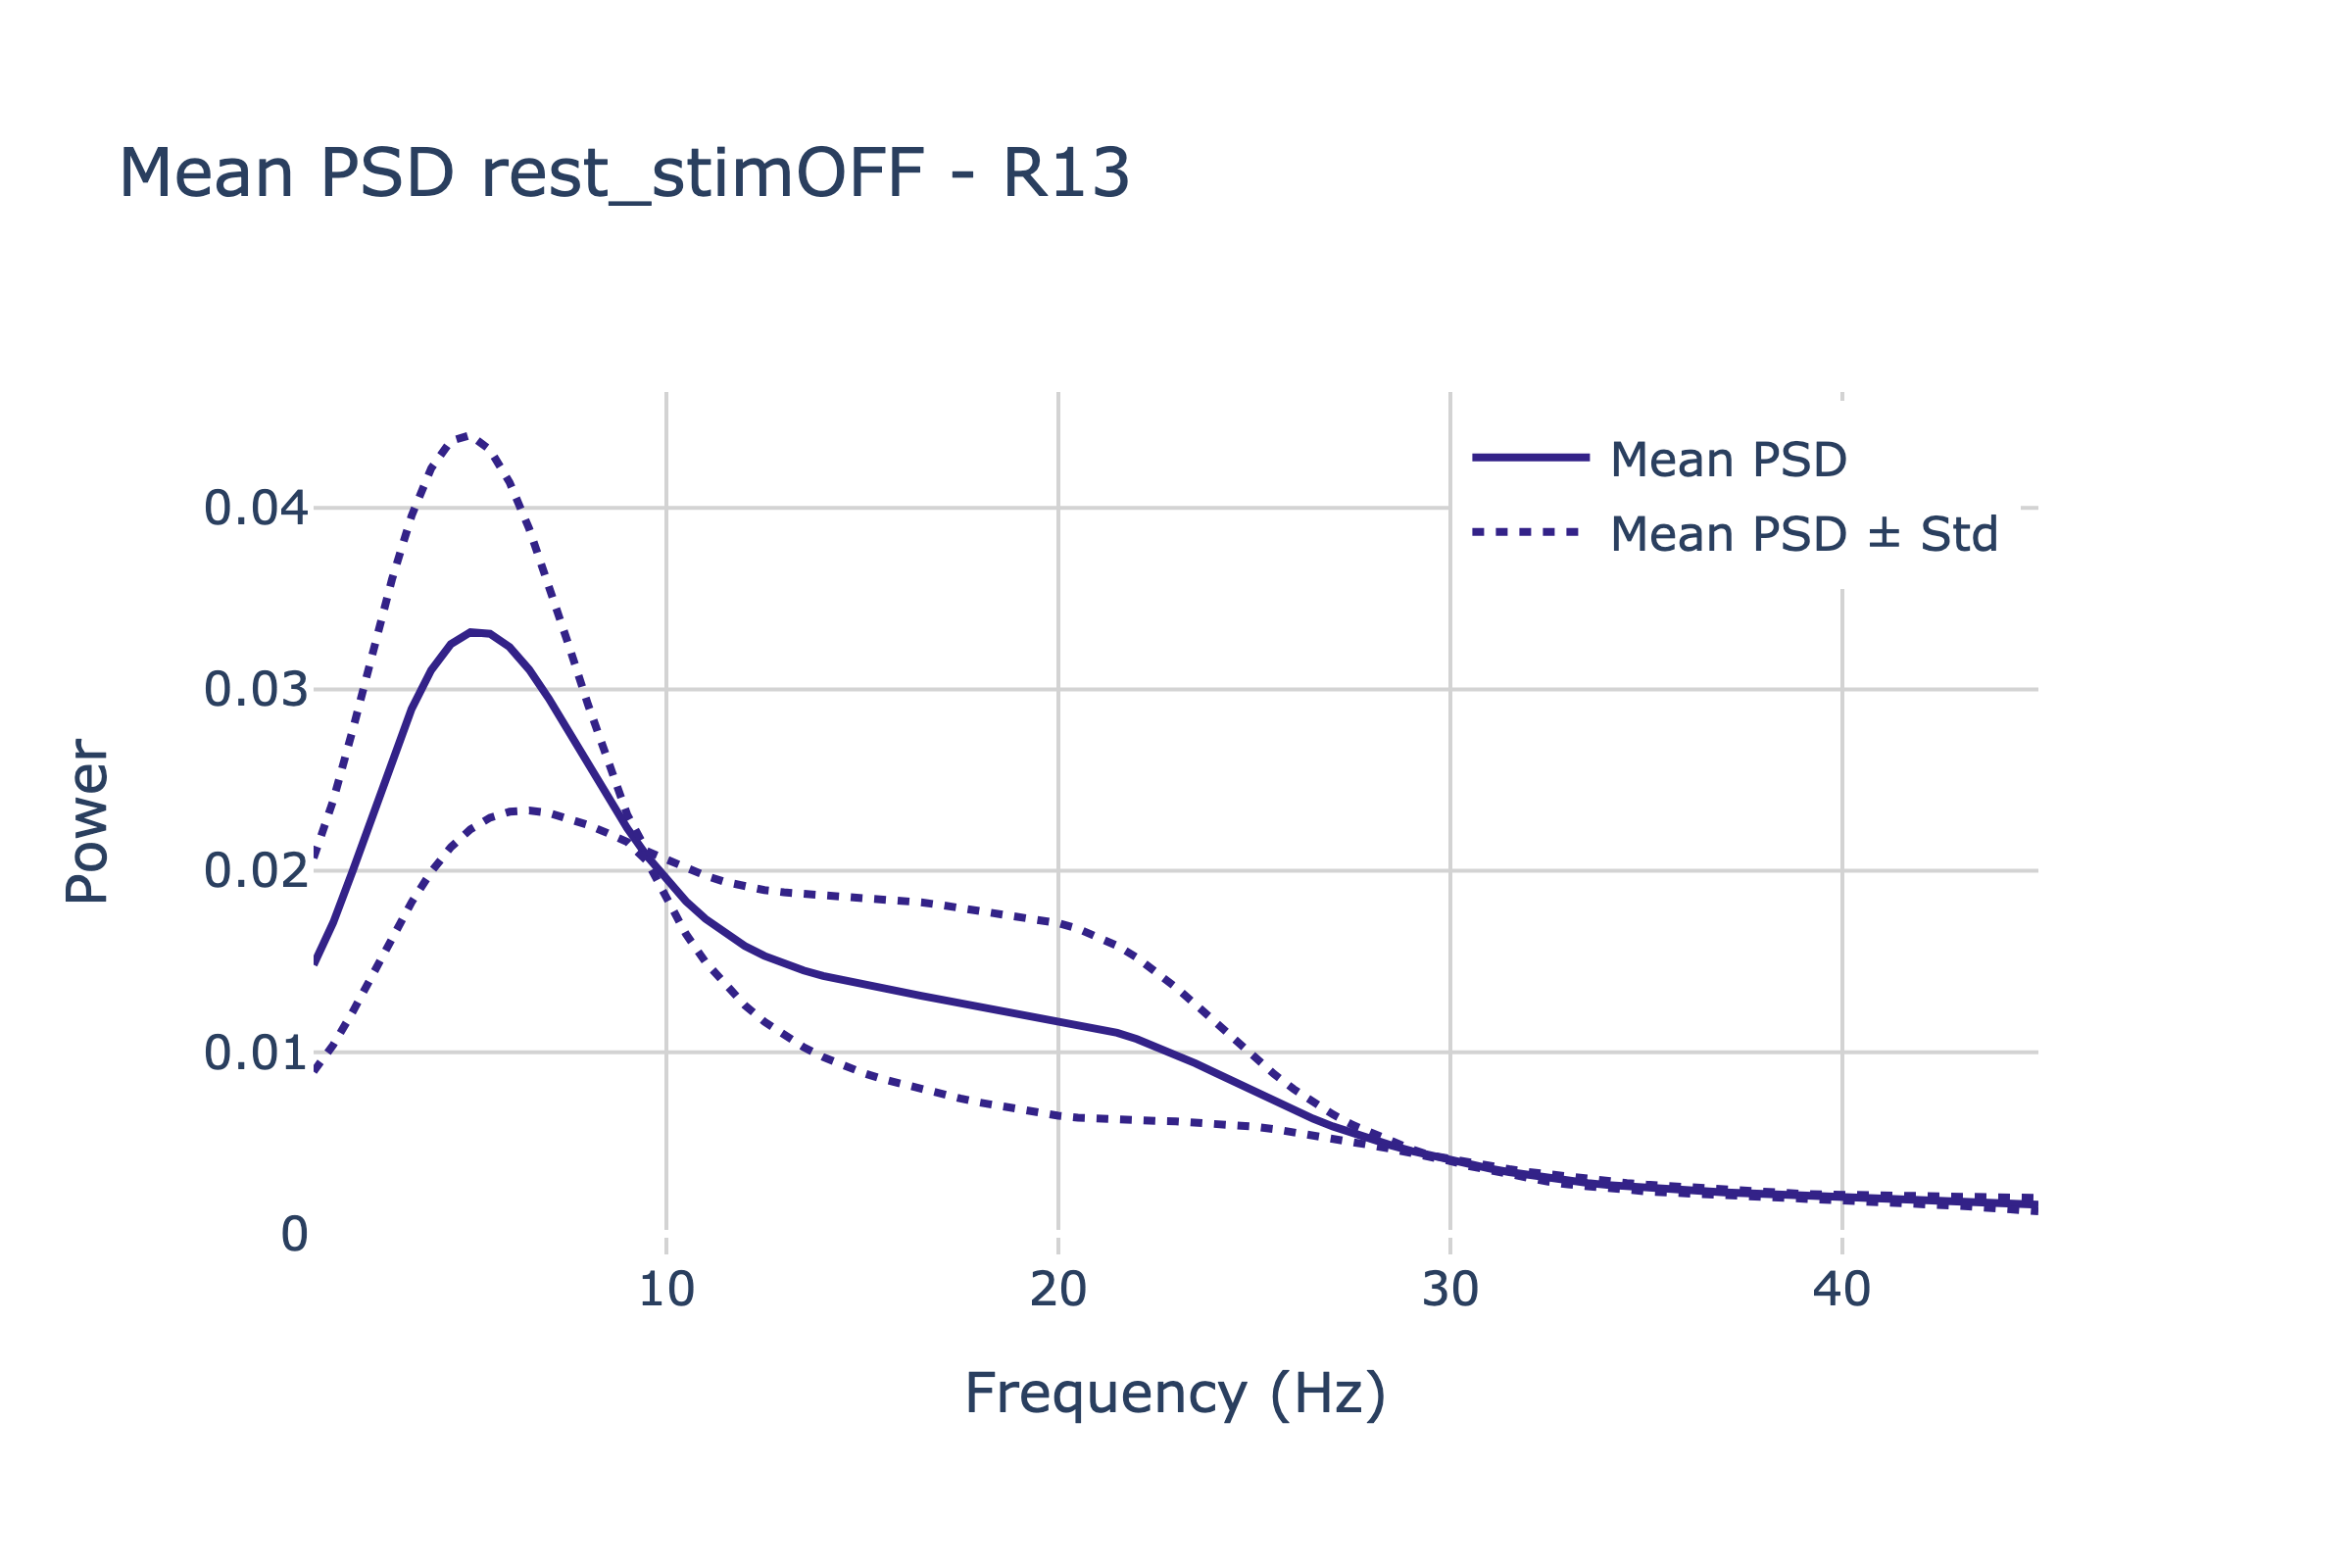 Mean PSD rest_stimOFF - R13
Mean PSD
Mean PSD ± Std
0.04
0.03
0.02
0.01
0
Power
10 20 30 40
Frequency (Hz)